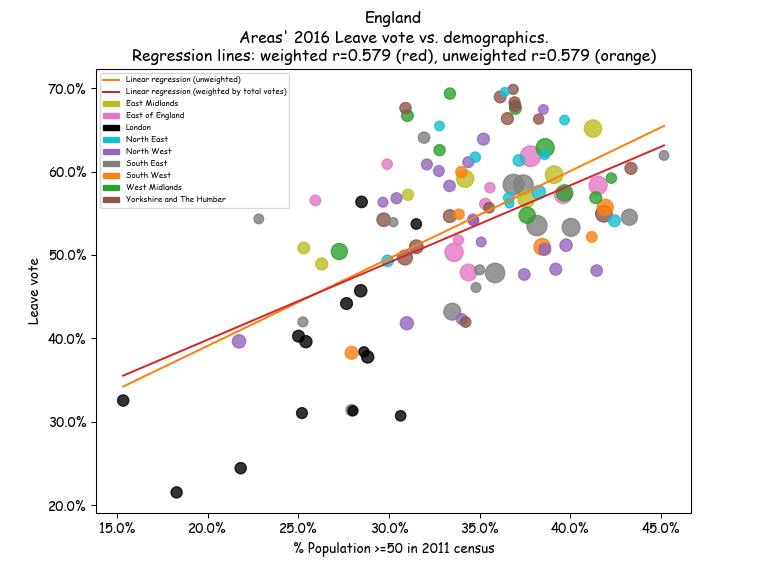 England
Areas' 2016 Leave vote vs. demographics.
Regression lines: weighted r=0.579 (red), unweighted r=0.579 (orange)
Linear regression (unweighted)
Linear regression (weighted by total votes)
East Midlands
East of England
London
North East
North West
South East
South West
West Midlands
Yorkshire and The Humber
70.0%
60.0%
50.0%
40.0%
30.0%
20.0%
Leave vote
15.0% 20.0% 25.0% 30.0% 35.0% 40.0% 45.0%
% Population >=50 in 2011 census